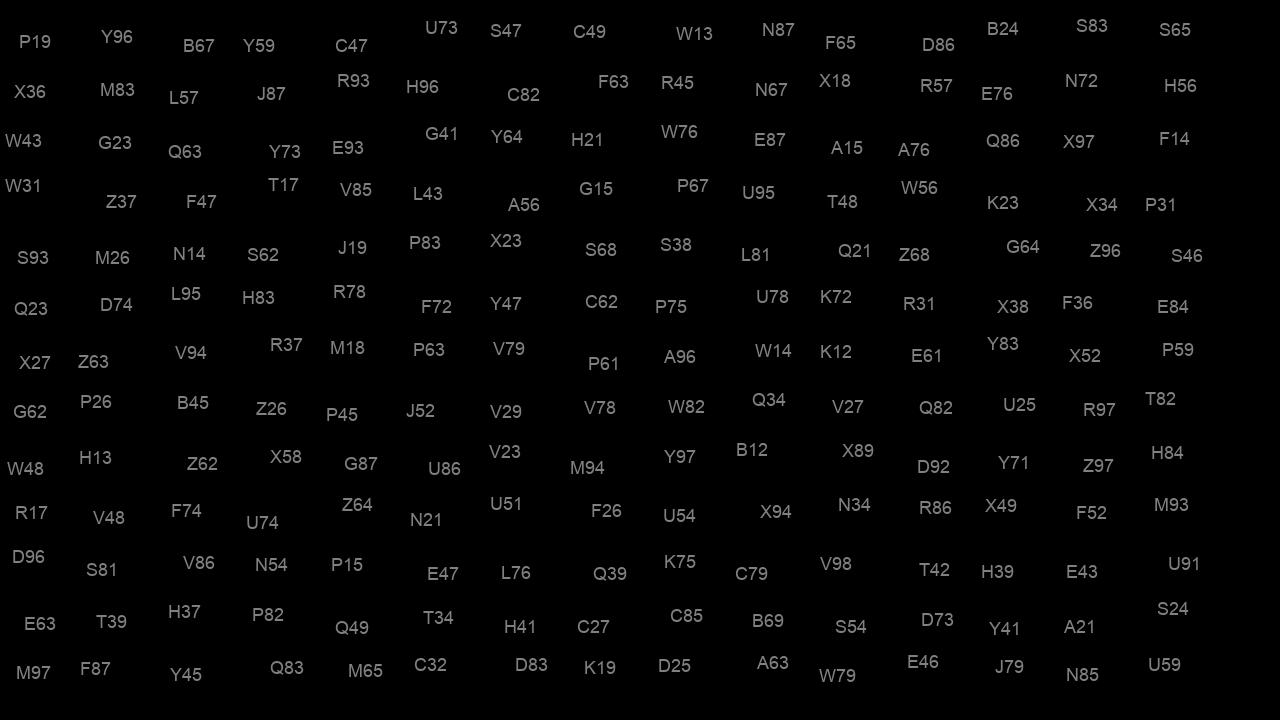 P19 Y96 B67 Y59 C47 U73 S47 C49 W13 N87 F65 D86 B24 S83 S65
X36 M83 L57 J87 R93 H96 C82 F63 R45 N67 X18 R57 E76 N72 H56
W43 G23 Q63 Y73 E93 G41 Y64 H21 W76 E87 A15 A76 Q86 X97 F14
W31 Z37 F47 T17 V85 L43 A56 G15 P67 U95 T48 W56 K23 X34 P31
S93 M26 N14 S62 J19 P83 X23 S68 S38 L81 Q21 Z68 G64 Z96 S46
Q23 D74 L95 H83 R78 F72 Y47 C62 P75 U78 K72 R31 X38 F36 E84
X27 Z63 V94 R37 M18 P63 V79 P61 A96 W14 K12 E61 Y83 X52 P59
G62 P26 B45 Z26 P45 J52 V29 V78 W82 Q34 V27 Q82 U25 R97 T82
W48 H13 Z62 X58 G87 U86 V23 M94 Y97 B12 X89 D92 Y71 Z97 H84
R17 V48 F74 U74 Z64 N21 U51 F26 U54 X94 N34 R86 X49 F52 M93
D96 S81 V86 N54 P15 E47 L76 Q39 K75 C79 V98 T42 H39 E43 U91
E63 T39 H37 P82 Q49 T34 H41 C27 C85 B69 S54 D73 Y41 A21 S24
M97 F87 Y45 Q83 M65 C32 D83 K19 D25 A63 W79 E46 J79 N85 U59